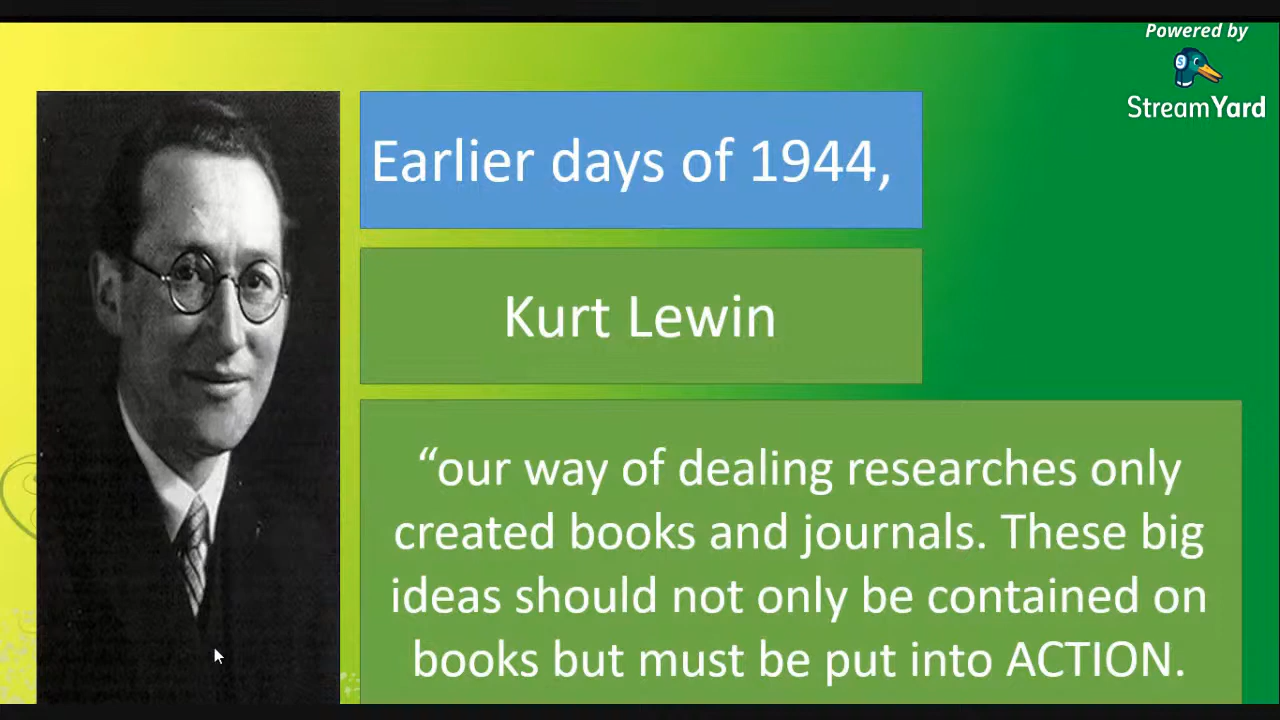 Powered by
StreamYard
Earlier days of 1944,
Kurt Lewin
“our way of dealing researches only
created books and journals. These big
ideas should not only be contained on
books but must be put into ACTION.